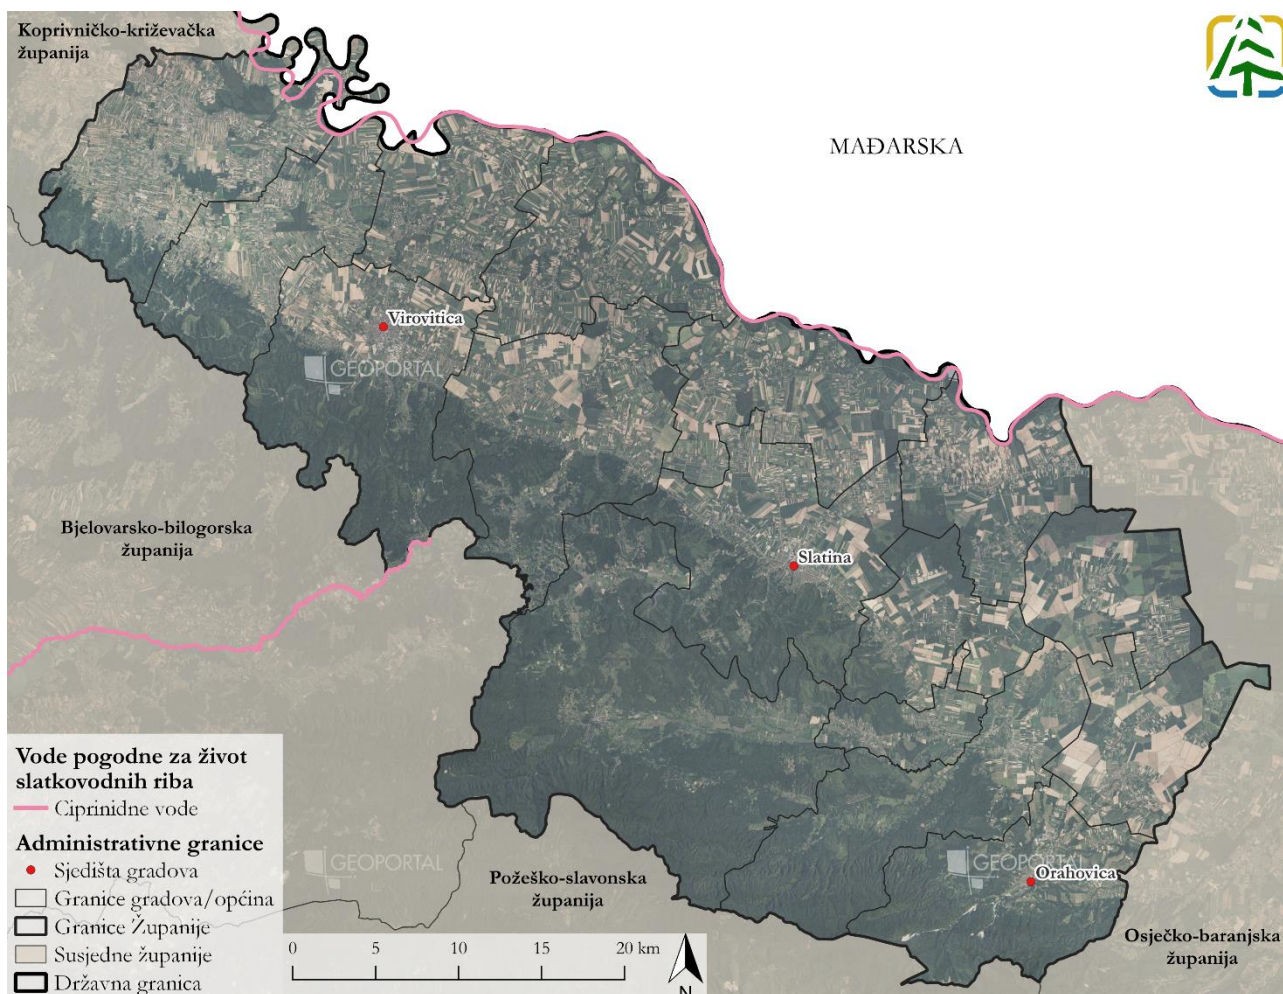 Koprivničko-križevačka
županija
MAĐARSKA
Virovitica
GEOPORTAL
Bjelovarsko-bilogorska
županija
Slatina
Vode pogodne za život
slatkovodnih riba
Ciprinidne vode
Administrativne granice
Sjedišta gradova
Granice gradova/općina
Granice Županije
Susjedne županije
Državna granica
GEOPORTAL
GEOPORTAL
Orahovica
Požeško-slavonska
županija
Osječko-baranjska
županija
0 5 10 15 20 km
N